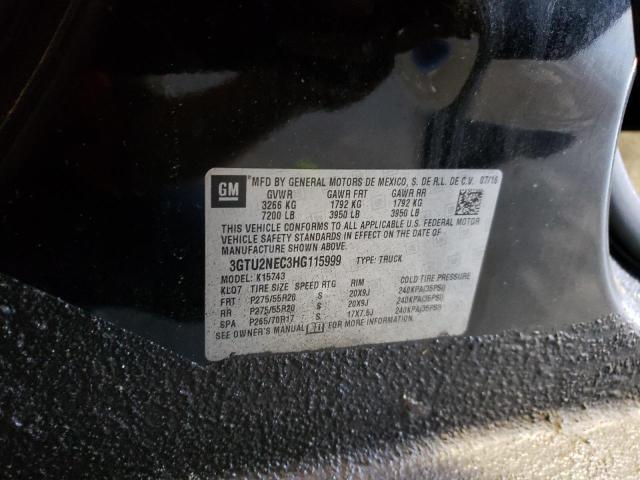 GM
® MFD BY GENERAL MOTORS DE MEXICO, S. DE R.L. DE C.V. 07/16
GVWR GAWR FRT GAWR RR
3266 KG 1792 KG 1792 KG
7200 LB 3950 LB 3950 LB
THIS VEHICLE CONFORMS TO ALL APPLICABLE U.S. FEDERAL MOTOR
VEHICLE SAFETY STANDARDS IN EFFECT ON THE DATE OF
MANUFACTURE SHOWN ABOVE.
3GTU2NEC3HG115999 TYPE: TRUCK
MODEL: K15743
KLQ7 TIRE SIZE SPEED RTG RIM COLD TIRE PRESSURE
FRT P275/55R20 S 20X9J 240KPA(35PSI)
RR P275/55R20 S 20X9J 240KPA(35PSI)
SPA P265/70R17 S 17X7.5J 240KPA(35PSI)
SEE OWNER'S MANUAL FOR MORE INFORMATION.